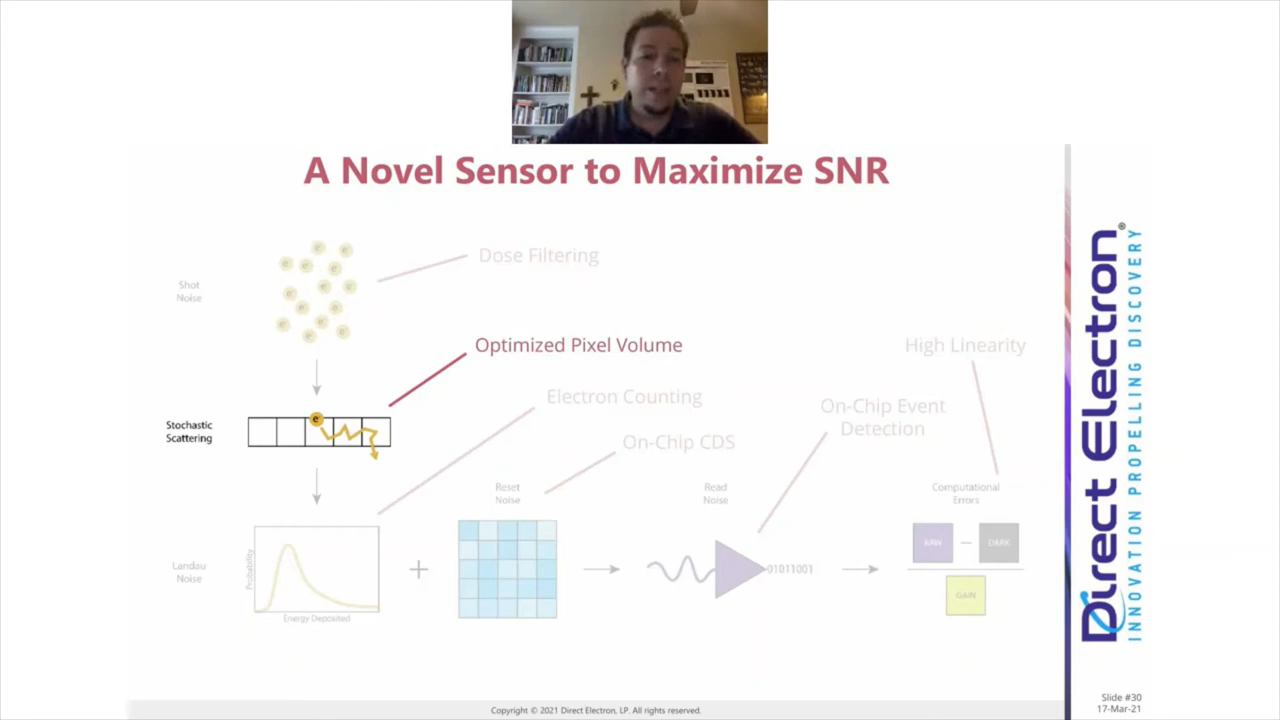 A Novel Sensor to Maximize SNR
Shot
Noise
Dose Filtering
Optimized Pixel Volume
High Linearity
Electron Counting
On-Chip Event
Detection
Stochastic
Scattering
e⁻
On-Chip CDS
Reset
Noise
Read
Noise
Computational
Errors
Landau
Noise
Probability
Energy Deposited
+
01011001
RAW
–
DARK
GAIN
Direct Electron®
INNOVATION PROPELLING DISCOVERY
Slide #30
17-Mar-21
Copyright © 2021 Direct Electron, LP. All rights reserved.